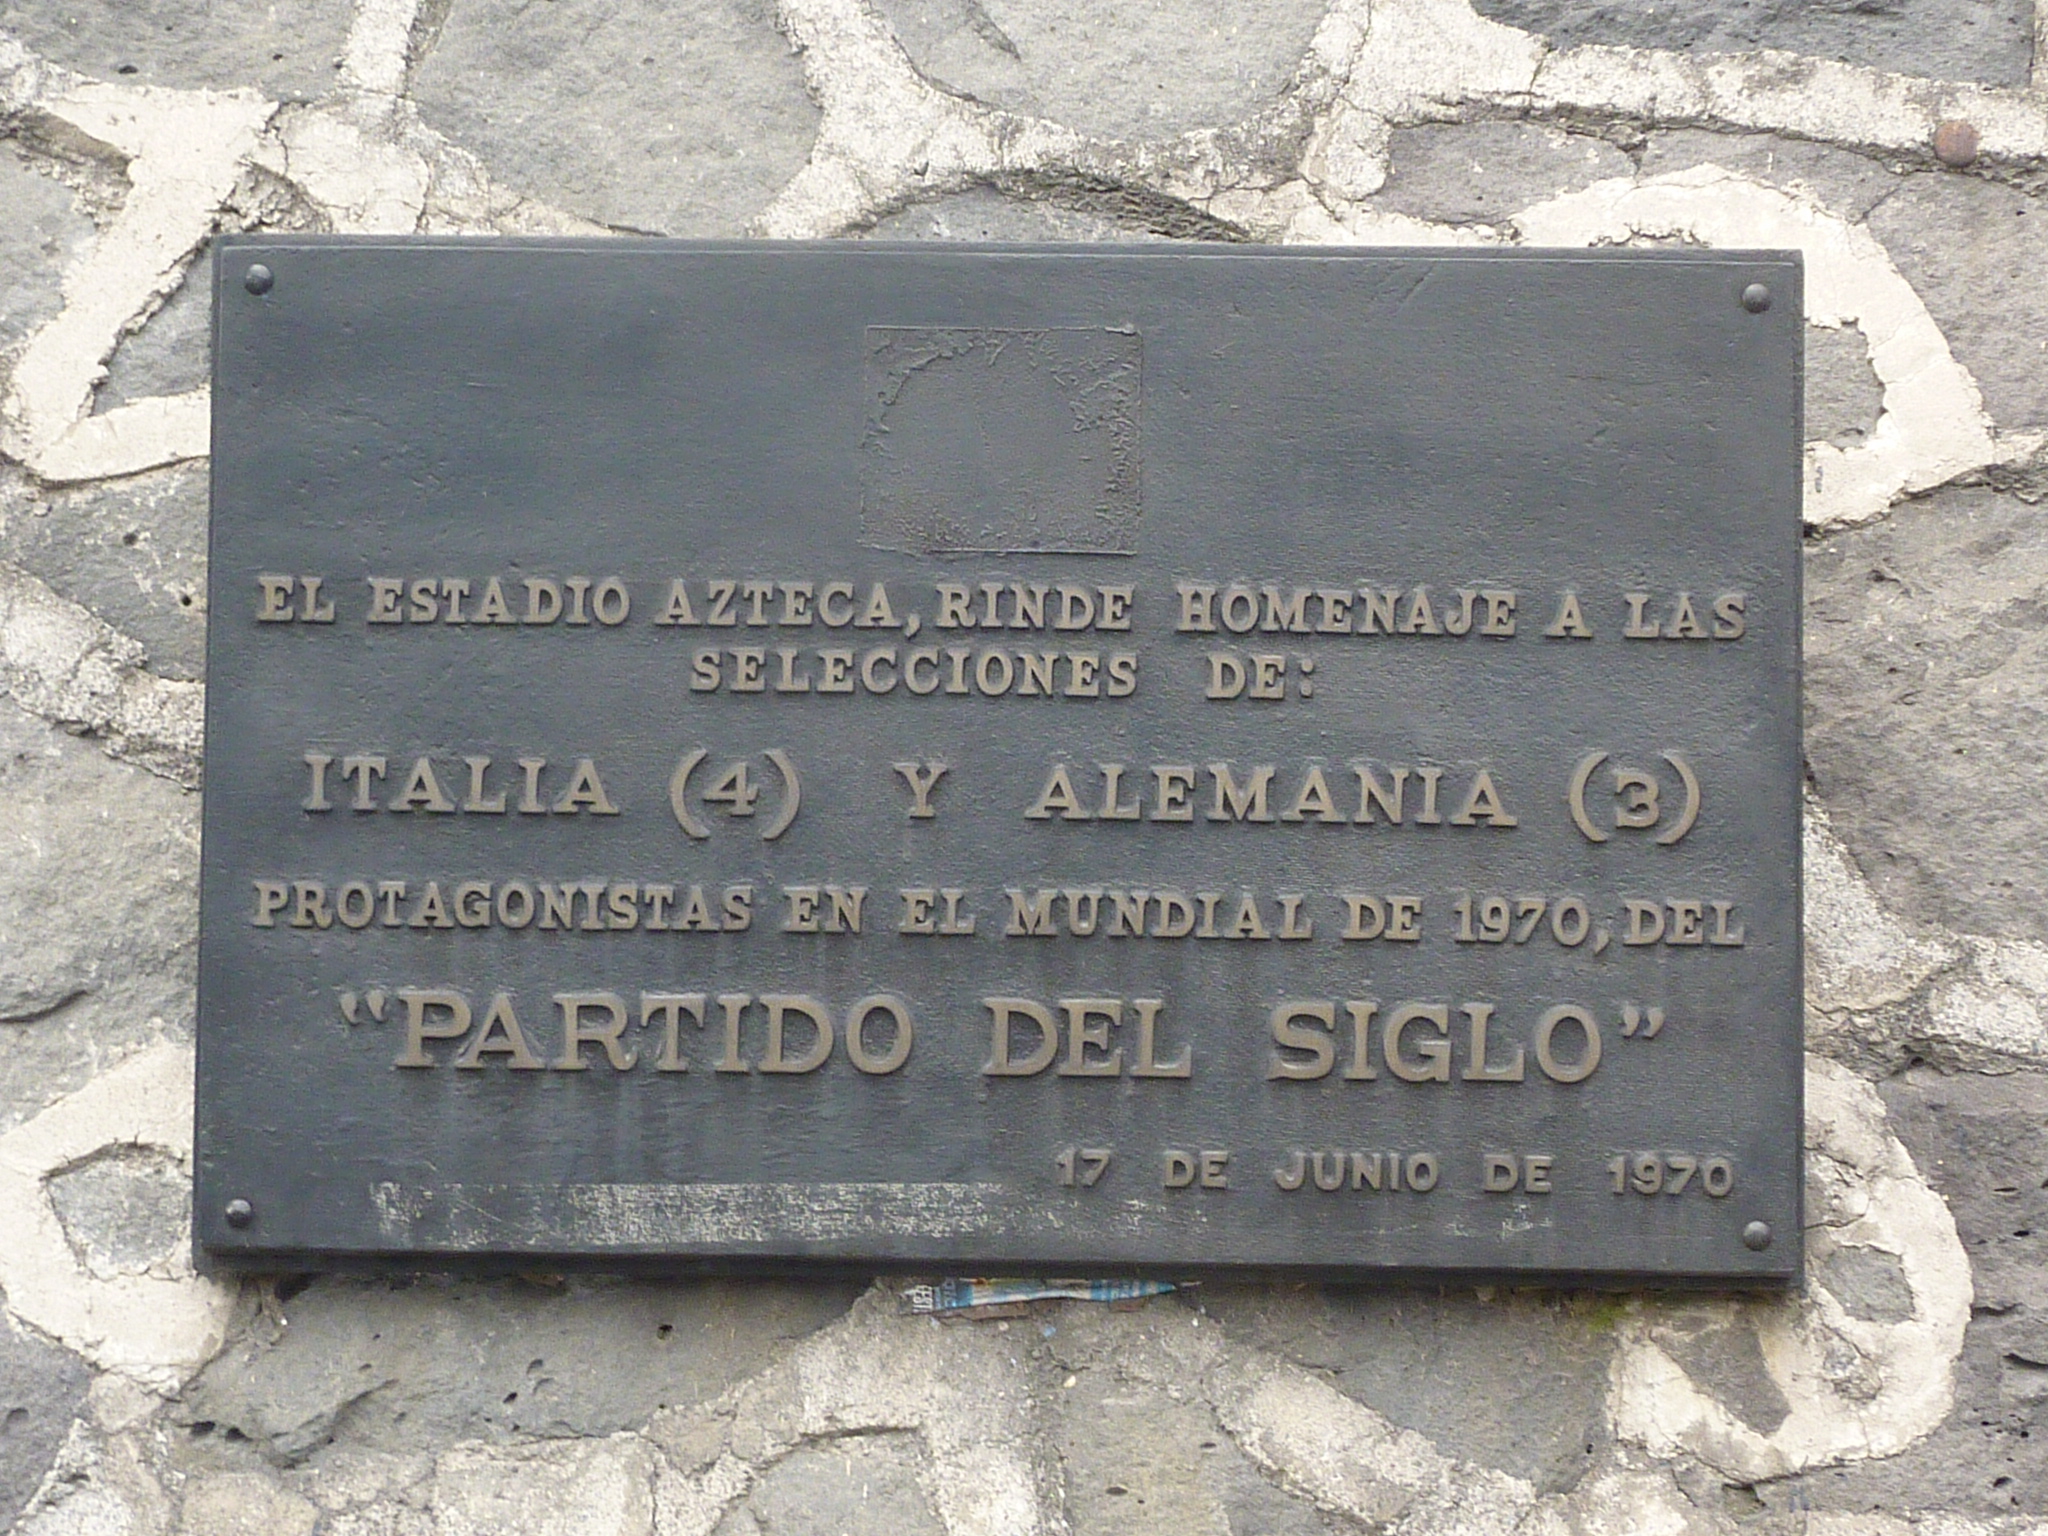 EL ESTADIO AZTECA, RINDE HOMENAJE A LAS
SELECCIONES DE:
ITALIA (4) Y ALEMANIA (3)
PROTAGONISTAS EN EL MUNDIAL DE 1970, DEL
"PARTIDO DEL SIGLO"
17 DE JUNIO DE 1970